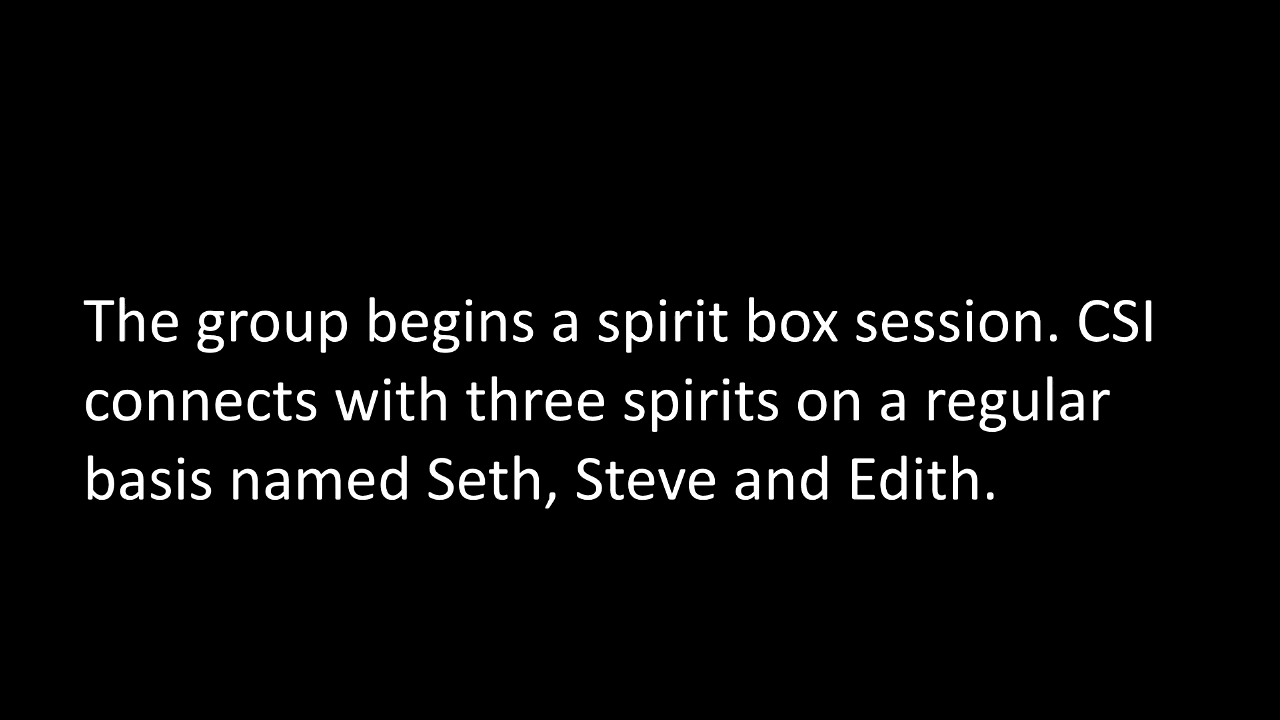 The group begins a spirit box session. CSI
connects with three spirits on a regular
basis named Seth, Steve and Edith.